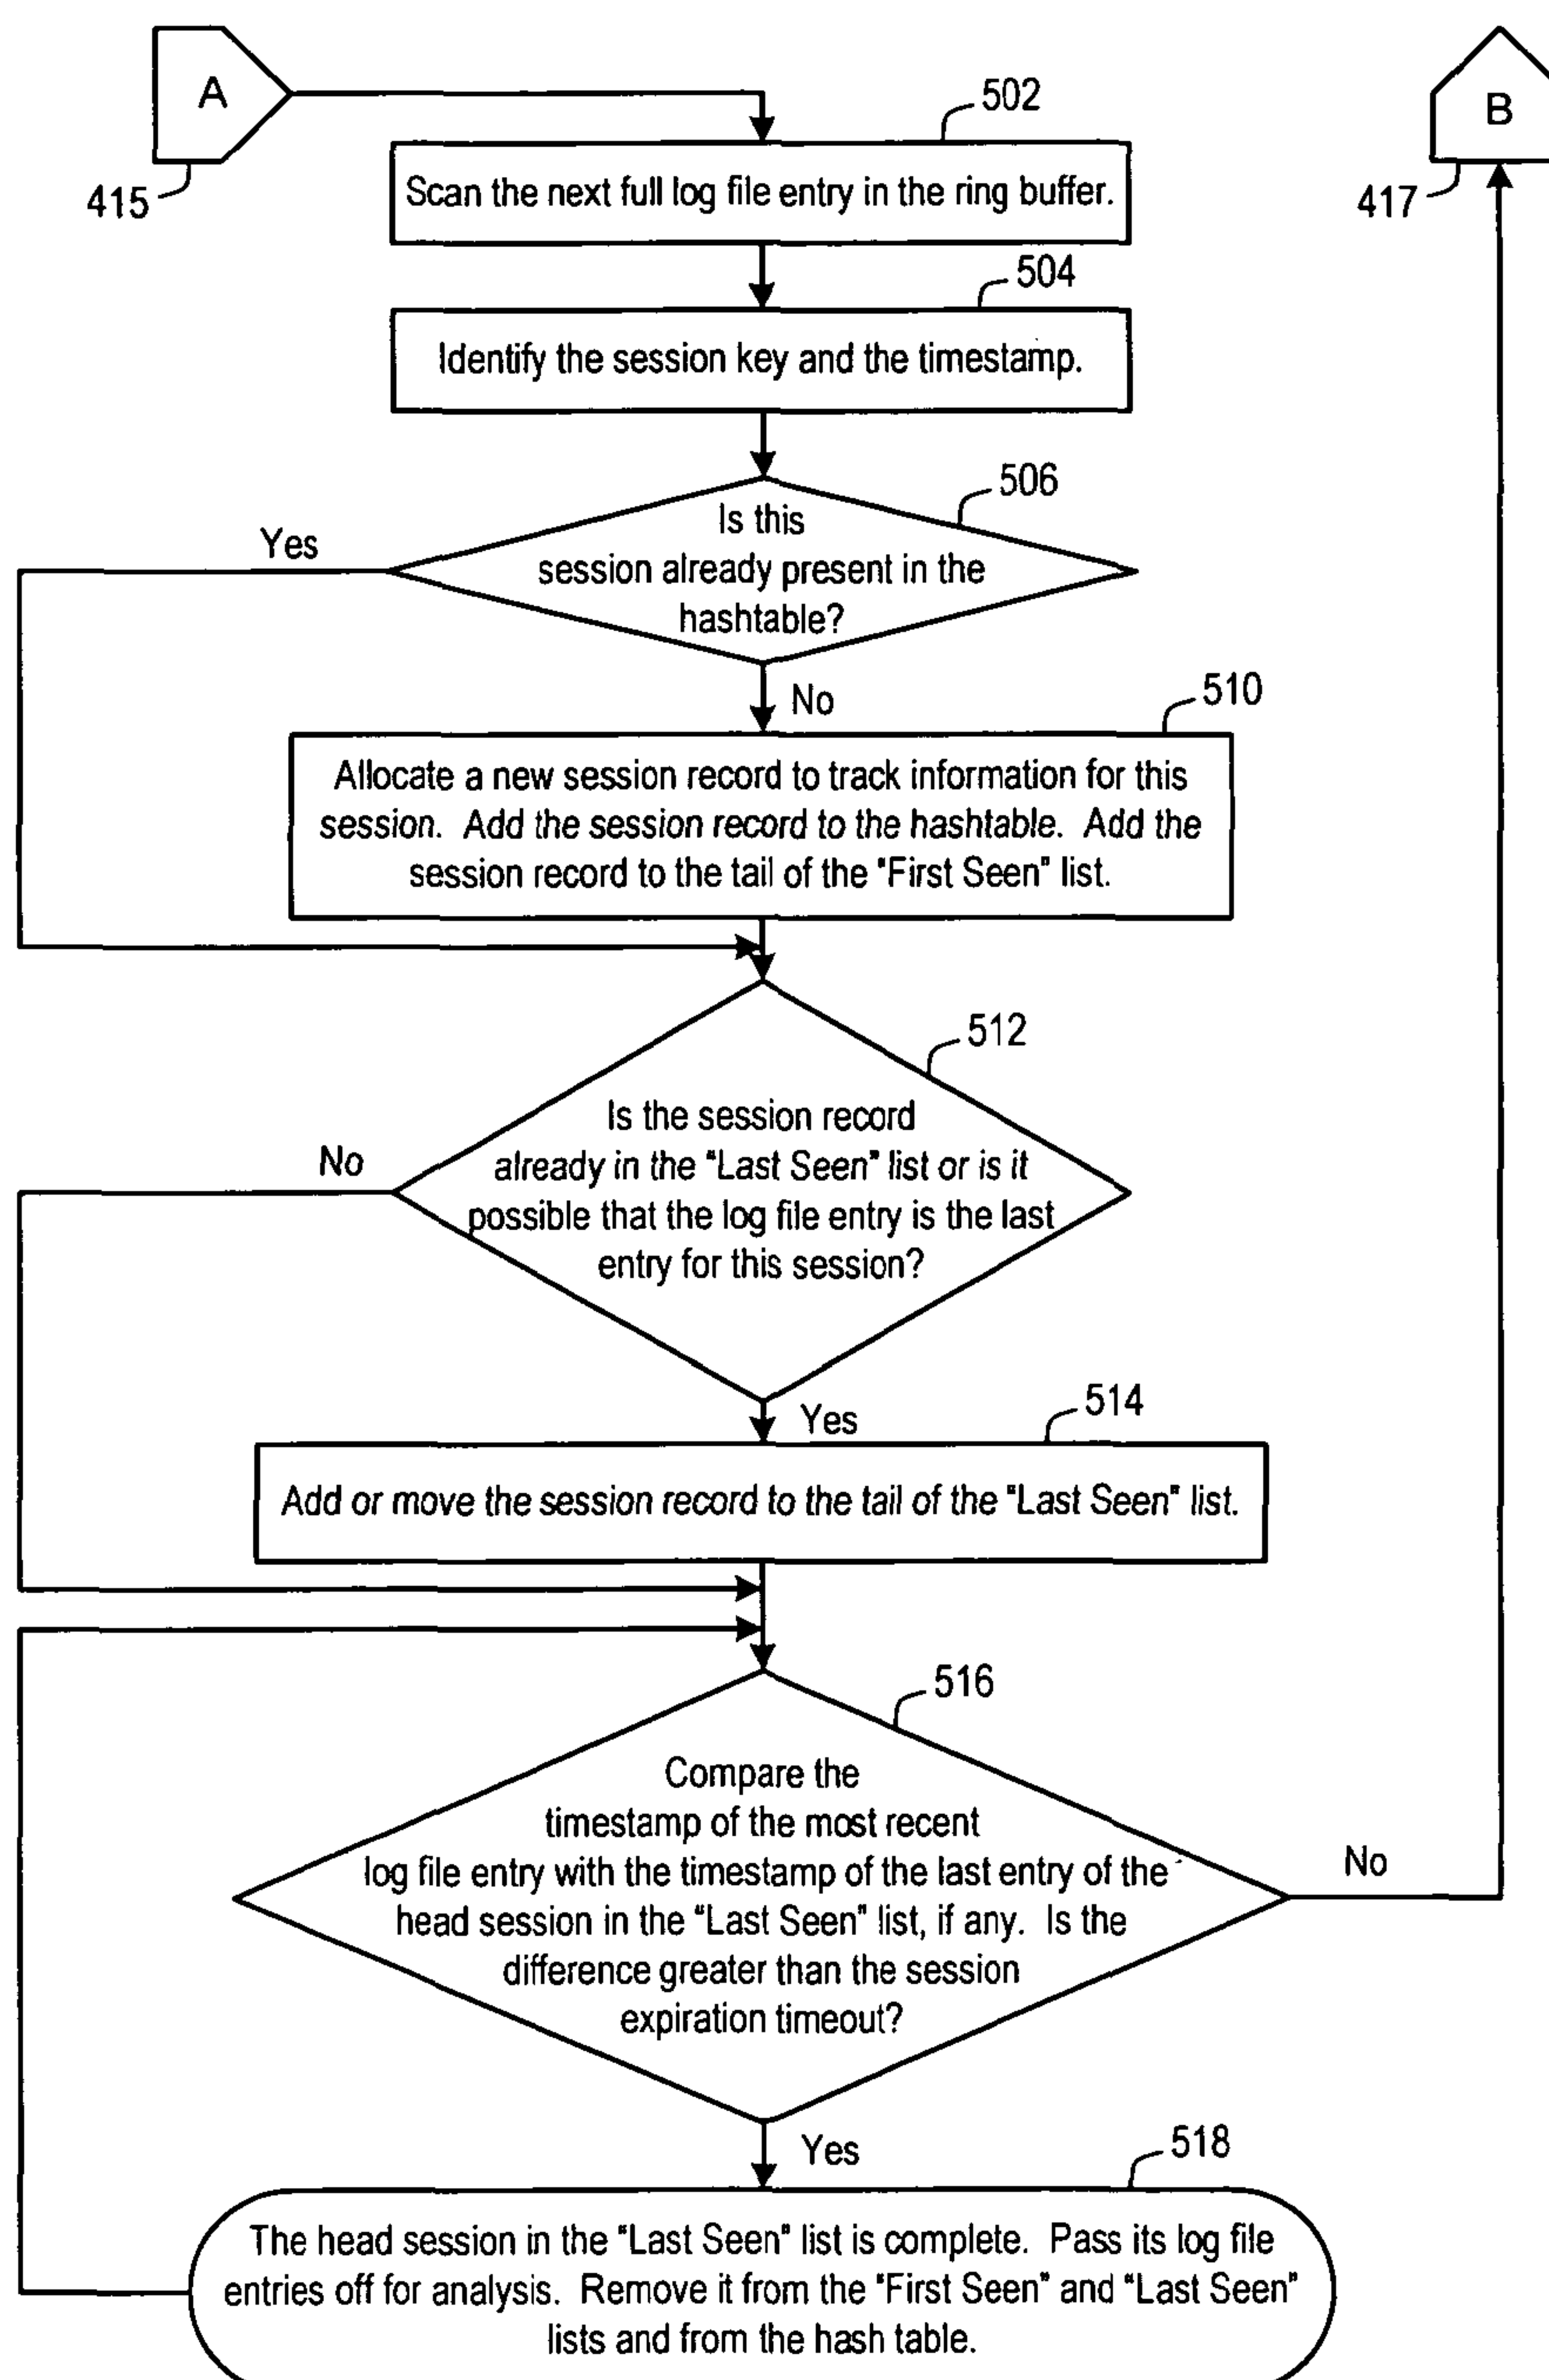 A
B
415
417
502
Scan the next full log file entry in the ring buffer.
504
Identify the session key and the timestamp.
506
Is this
session already present in the
hashtable?
Yes
No
510
Allocate a new session record to track information for this
session. Add the session record to the hashtable. Add the
session record to the tail of the "First Seen" list.
512
Is the session record
already in the "Last Seen" list or is it
possible that the log file entry is the last
entry for this session?
No
Yes
514
Add or move the session record to the tail of the "Last Seen" list.
516
Compare the
timestamp of the most recent
log file entry with the timestamp of the last entry of the
head session in the "Last Seen" list, if any. Is the
difference greater than the session
expiration timeout?
No
Yes
518
The head session in the "Last Seen" list is complete. Pass its log file
entries off for analysis. Remove it from the "First Seen" and "Last Seen"
lists and from the hash table.